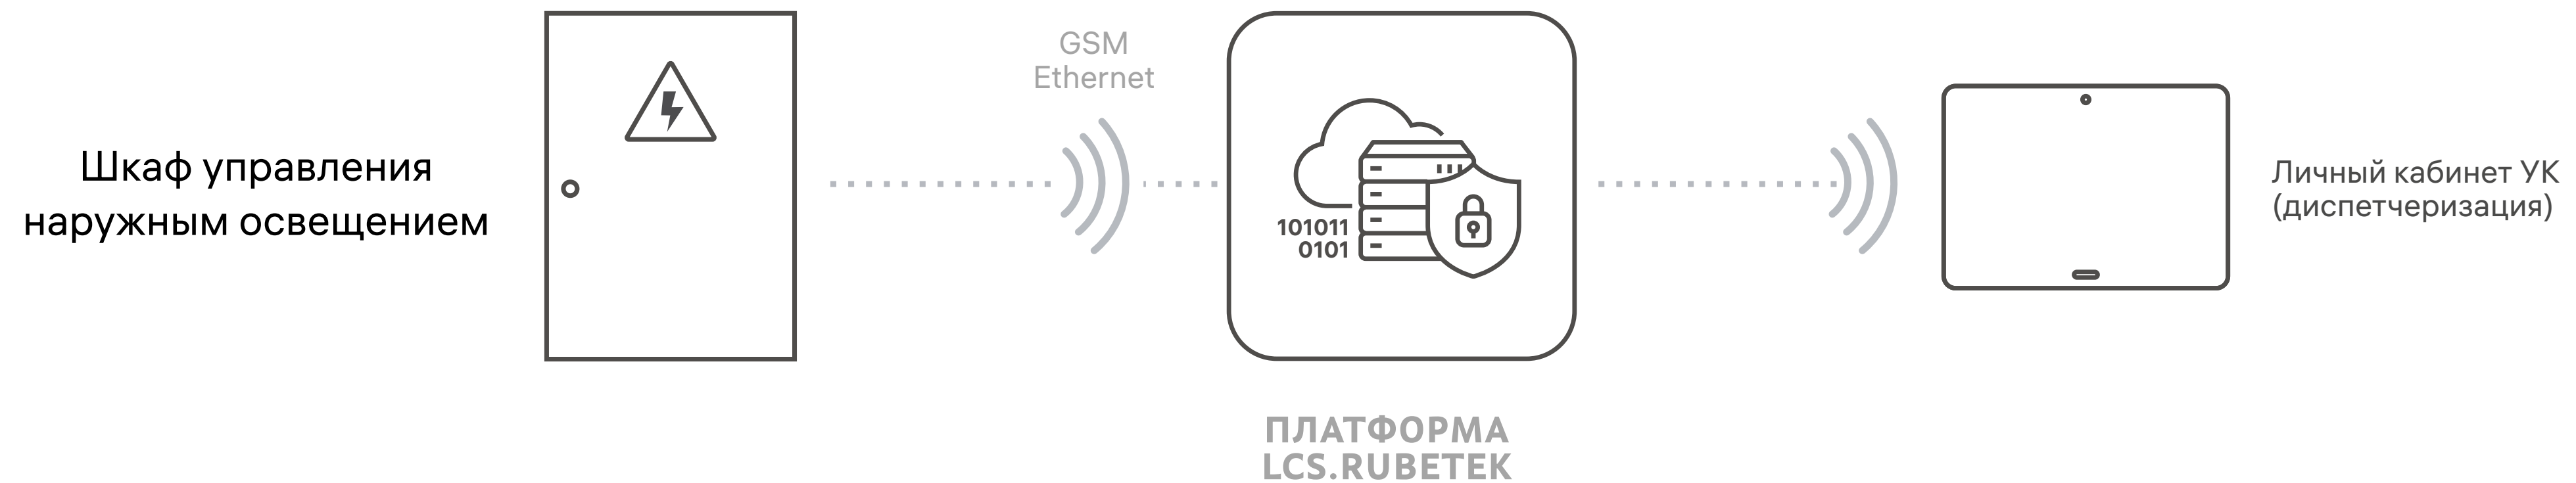 Шкаф управления
наружным освещением
GSM
Ethernet
101011
0101
ПЛАТФОРМА
LCS.RUBETEK
Личный кабинет УК
(диспетчеризация)